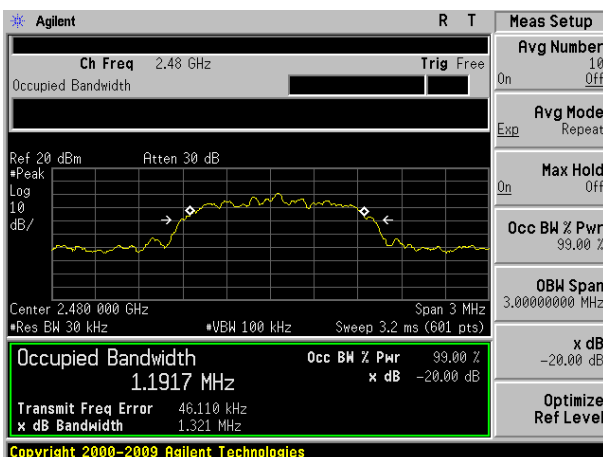 Agilent R T Meas Setup
Avg Number
10
On Off
Ch Freq 2.48 GHz Trig Free
Occupied Bandwidth
Avg Mode
Exp Repeat
Ref 20 dBm Atten 30 dB
#Peak
Log
10
dB/
Max Hold
On Off
Occ BW % Pwr
99.00 %
OBW Span
3.00000000 MHz
Center 2.480 000 GHz Span 3 MHz
#Res BW 30 kHz #VBW 100 kHz Sweep 3.2 ms (601 pts)
Occupied Bandwidth
1.1917 MHz
Occ BW % Pwr 99.00 %
x dB -20.00 dB
Transmit Freq Error 46.110 kHz
x dB Bandwidth 1.321 MHz
x dB
-20.00 dB
Optimize
Ref Level
Copyright 2000-2009 Agilent Technologies